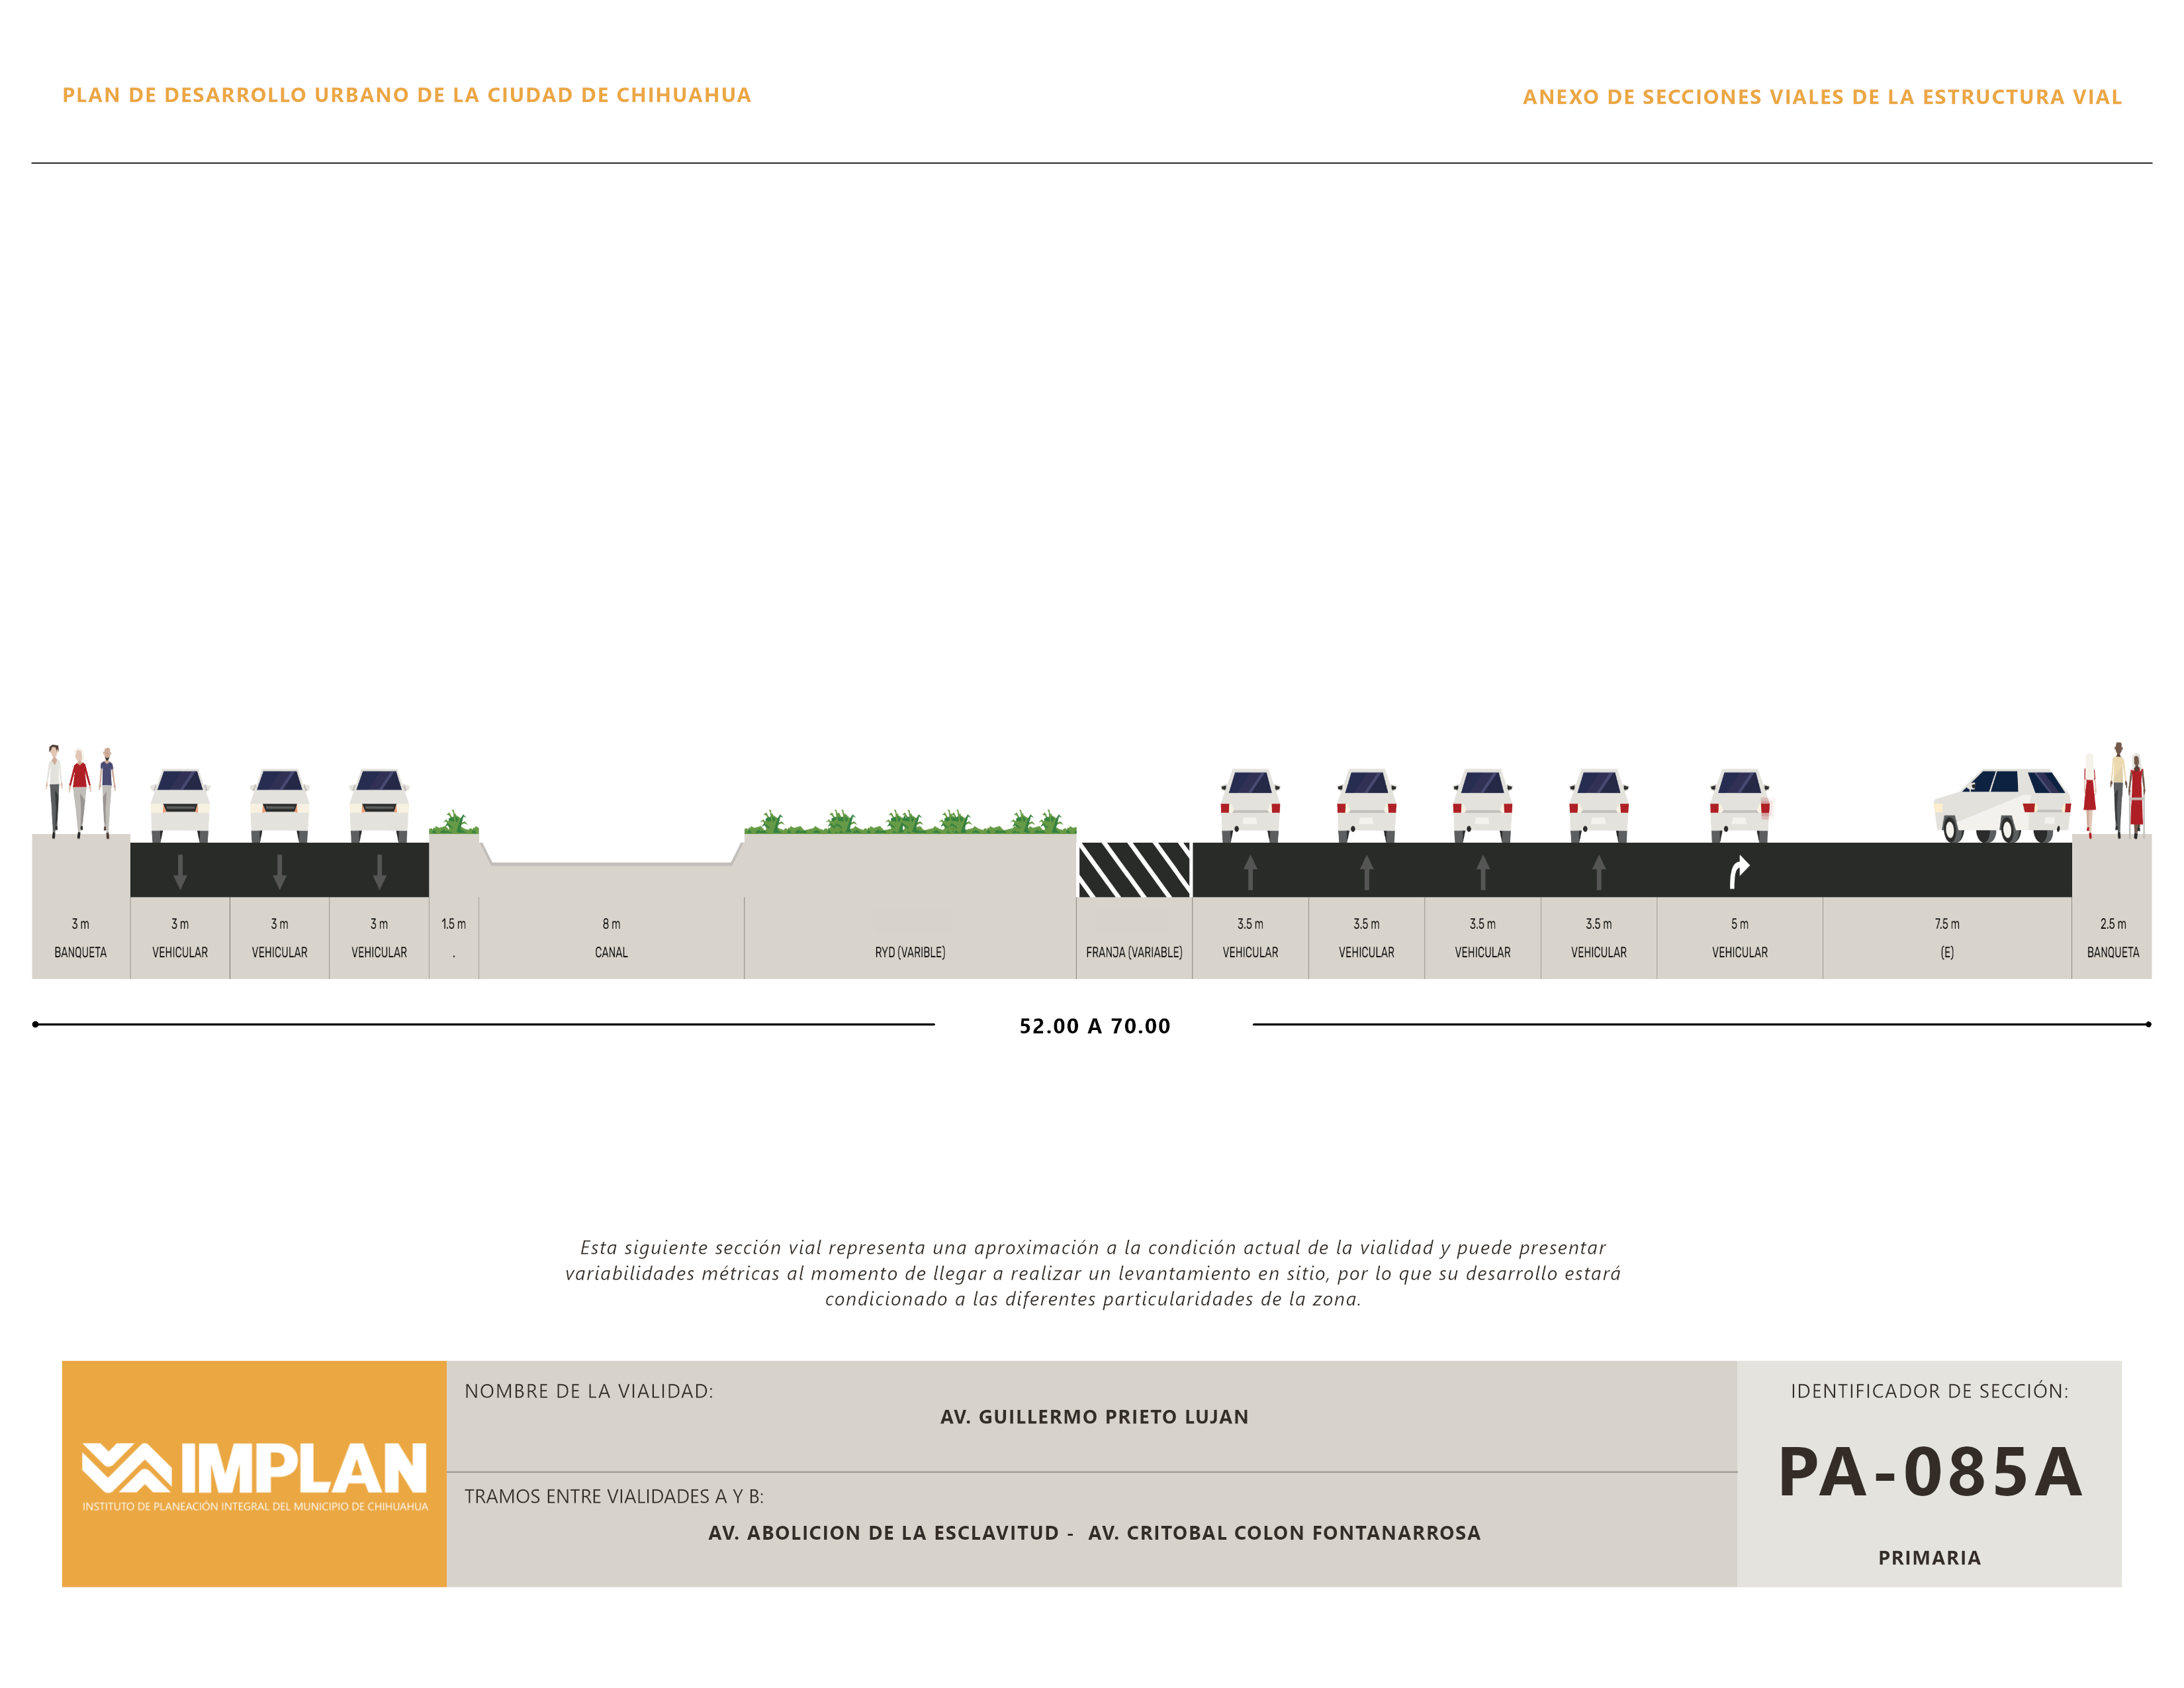 PLAN DE DESARROLLO URBANO DE LA CIUDAD DE CHIHUAHUA
ANEXO DE SECCIONES VIALES DE LA ESTRUCTURA VIAL
3 m 3 m 3 m 3 m 1.5 m 8 m 3.5 m 3.5 m 3.5 m 3.5 m 5 m 7.5 m 2.5 m
BANQUETA VEHICULAR VEHICULAR VEHICULAR . CANAL RYD (VARIBLE) FRANJA (VARIABLE) VEHICULAR VEHICULAR VEHICULAR VEHICULAR VEHICULAR (E) BANQUETA
52.00 A 70.00
Esta siguiente sección vial representa una aproximación a la condición actual de la vialidad y puede presentar
variabilidades métricas al momento de llegar a realizar un levantamiento en sitio, por lo que su desarrollo estará
condicionado a las diferentes particularidades de la zona.
IMPLAN
INSTITUTO DE PLANEACIÓN INTEGRAL DEL MUNICIPIO DE CHIHUAHUA
NOMBRE DE LA VIALIDAD:
AV. GUILLERMO PRIETO LUJAN
TRAMOS ENTRE VIALIDADES A Y B:
AV. ABOLICION DE LA ESCLAVITUD - AV. CRITOBAL COLON FONTANARROSA
IDENTIFICADOR DE SECCIÓN:
PA-085A
PRIMARIA